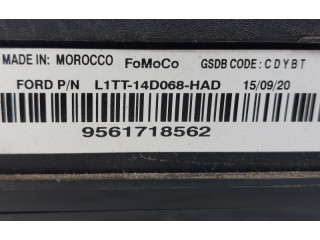 MADE IN: MOROCCO FoMoCo GSDB CODE: CDYBT
FORD P/N L1TT-14D068-HAD 15/09/20
9561718562